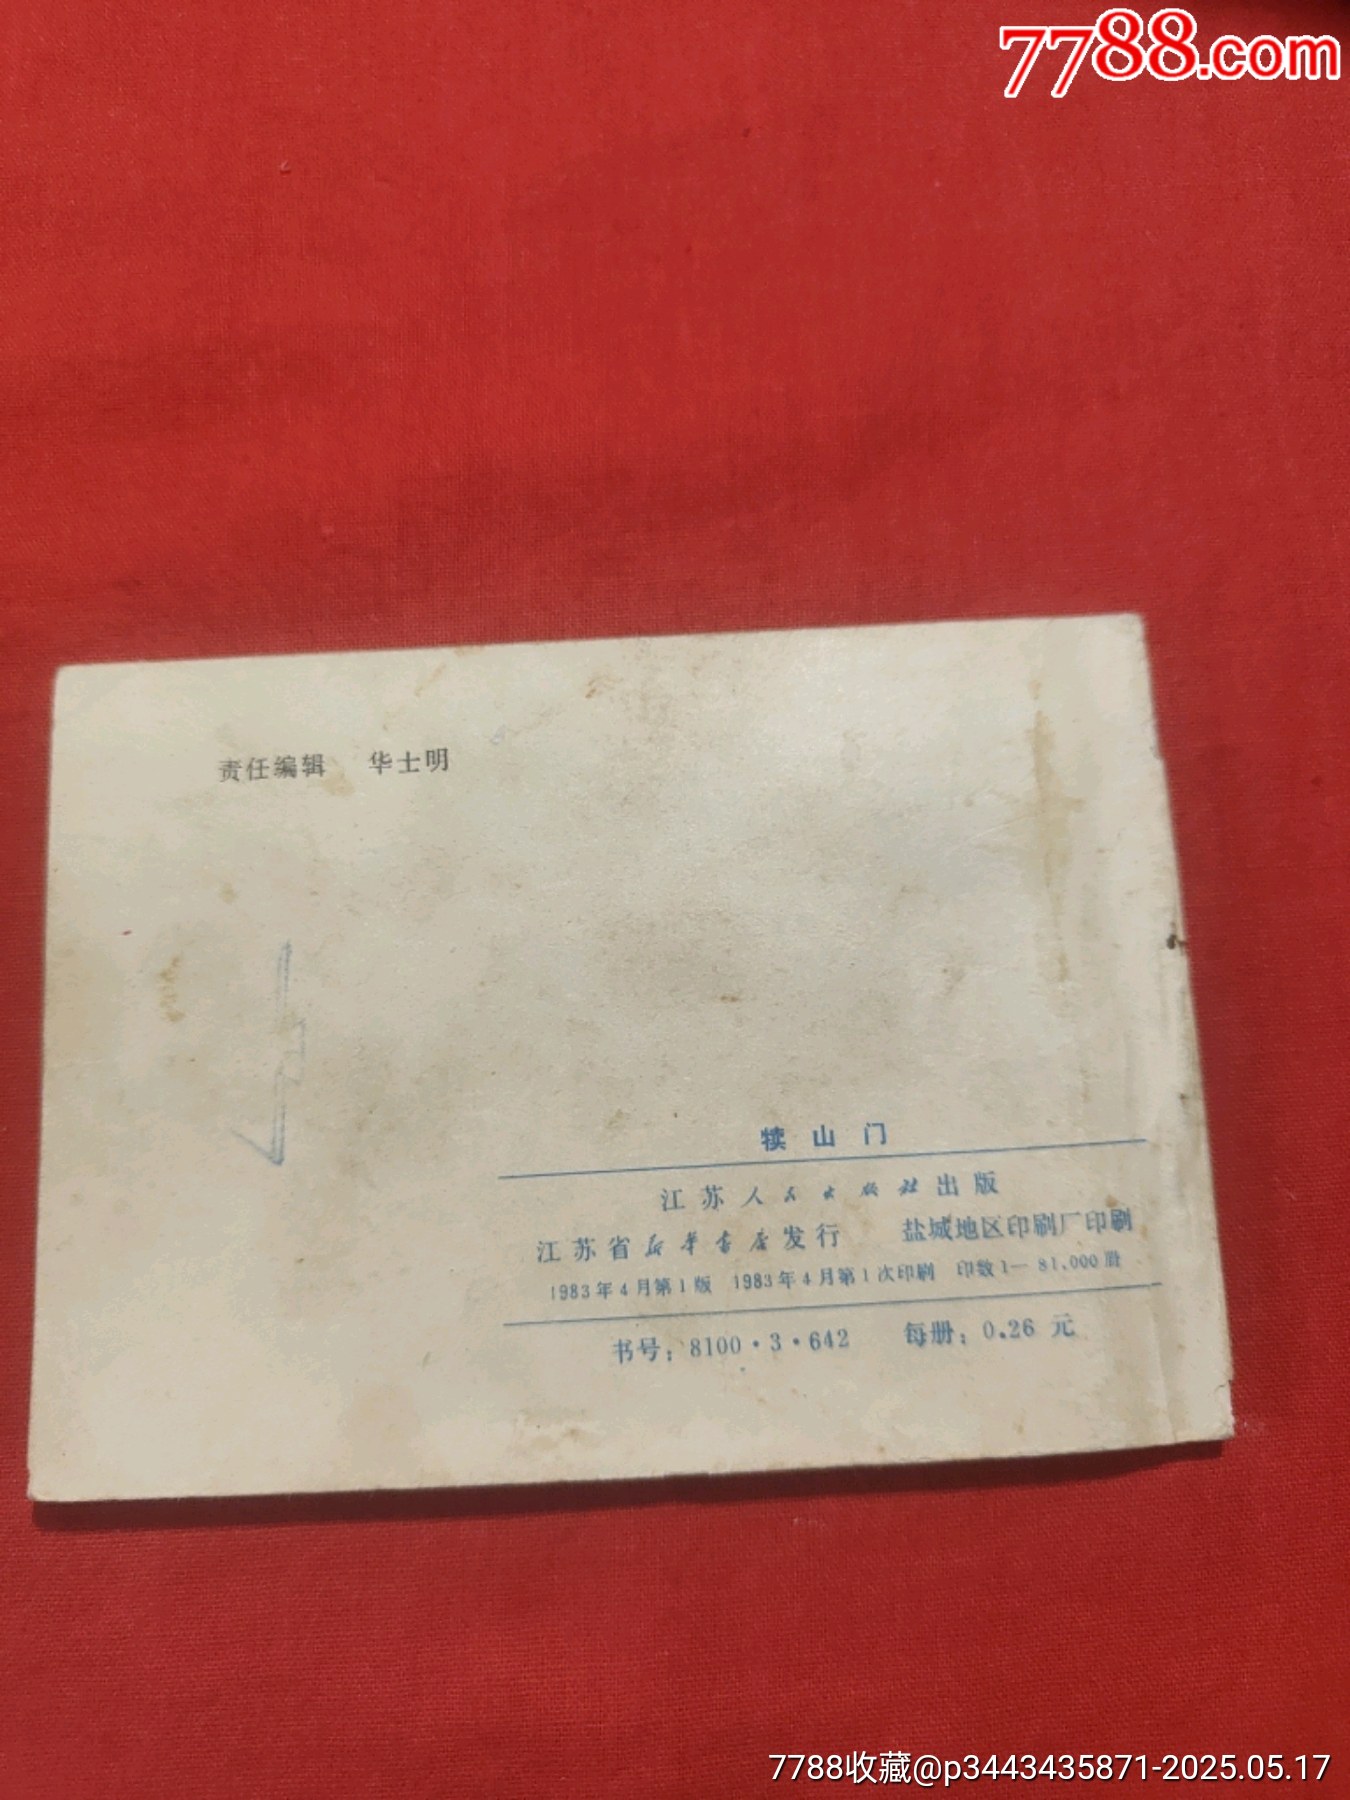 7788.com
责任编辑 华士明
犊山门
江苏人民出版社出版
江苏省新华书店发行 盐城地区印刷厂印刷
1983年4月第1版 1983年4月第1次印刷 印数1—81,000册
书号：8100·3·642 每册：0.26 元
7788收藏@p3443435871-2025.05.17